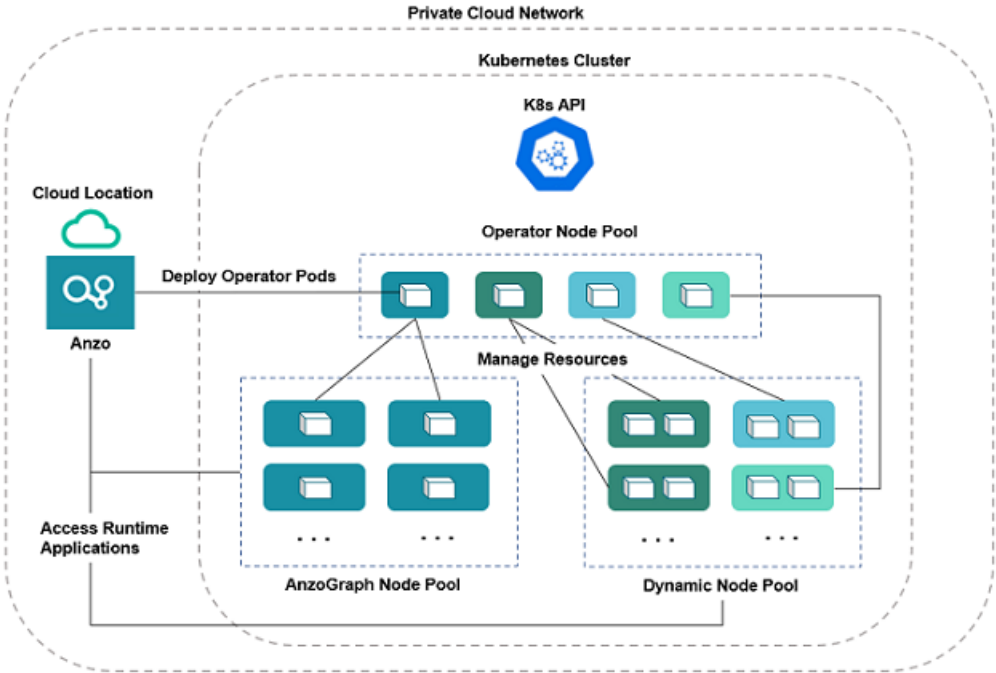 Private Cloud Network
Kubernetes Cluster
K8s API
Cloud Location
Operator Node Pool
Deploy Operator Pods
Anzo
Manage Resources
Access Runtime
Applications
. . .
. . .
. . .
. . .
AnzoGraph Node Pool
Dynamic Node Pool